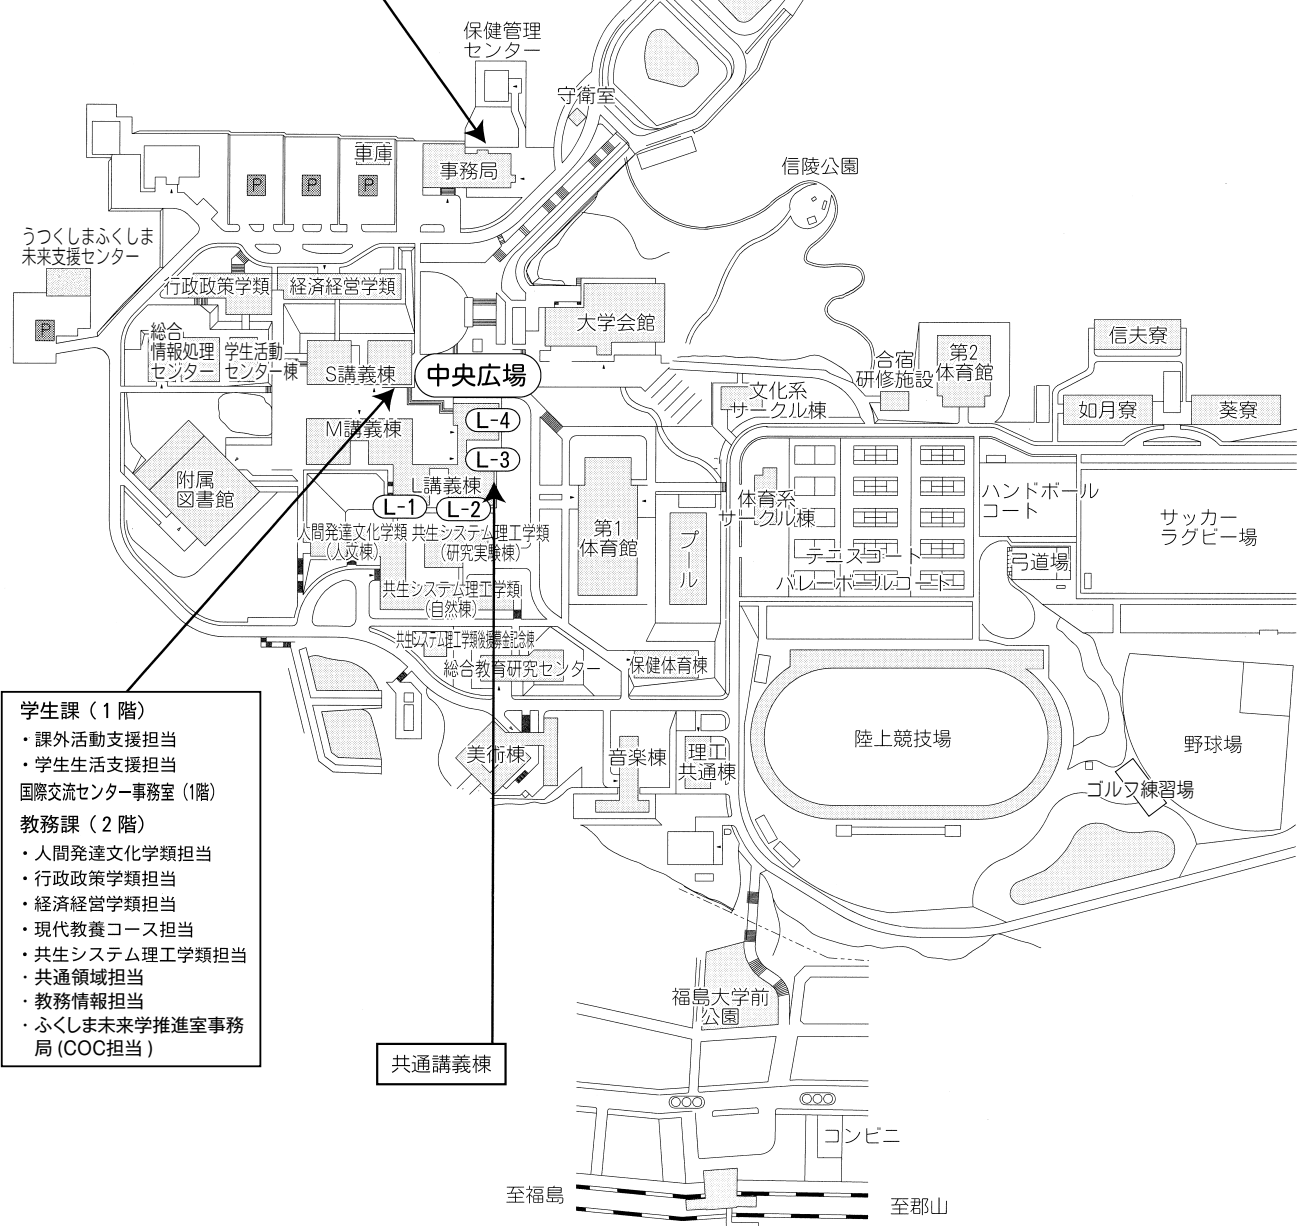 保健管理
センター
守衛室
車庫
事務局
信陵公園
P
P
P
うつくしまふくしま
未来支援センター
P
行政政策学類
経済経営学類
大学会館
総合
情報処理
センター
学生活動
センター棟
S講義棟
中央広場
信夫寮
第2
体育館
合宿
研修施設
文化系
サークル棟
如月寮
葵寮
M講義棟
L-4
L-3
L講義棟
L-1
L-2
附属
図書館
人間発達文化学類
(人文棟)
共生システム理工学類
(研究実験棟)
第1
体育館
プール
体育系
サークル棟
テニスコート
バレーボールコート
ハンドボール
コート
弓道場
サッカー
ラグビー場
共生システム理工学類
(自然棟)
共生システム理工学類後援募金記念棟
総合教育研究センター
保健体育棟
美術棟
音楽棟
理工
共通棟
陸上競技場
野球場
ゴルフ練習場
学生課(1階)
・課外活動支援担当
・学生生活支援担当
国際交流センター事務室(1階)
教務課(2階)
・人間発達文化学類担当
・行政政策学類担当
・経済経営学類担当
・現代教養コース担当
・共生システム理工学類担当
・共通領域担当
・教務情報担当
・ふくしま未来学推進室事務
局(COC担当)
共通講義棟
福島大学前
公園
コンビニ
至福島
至郡山